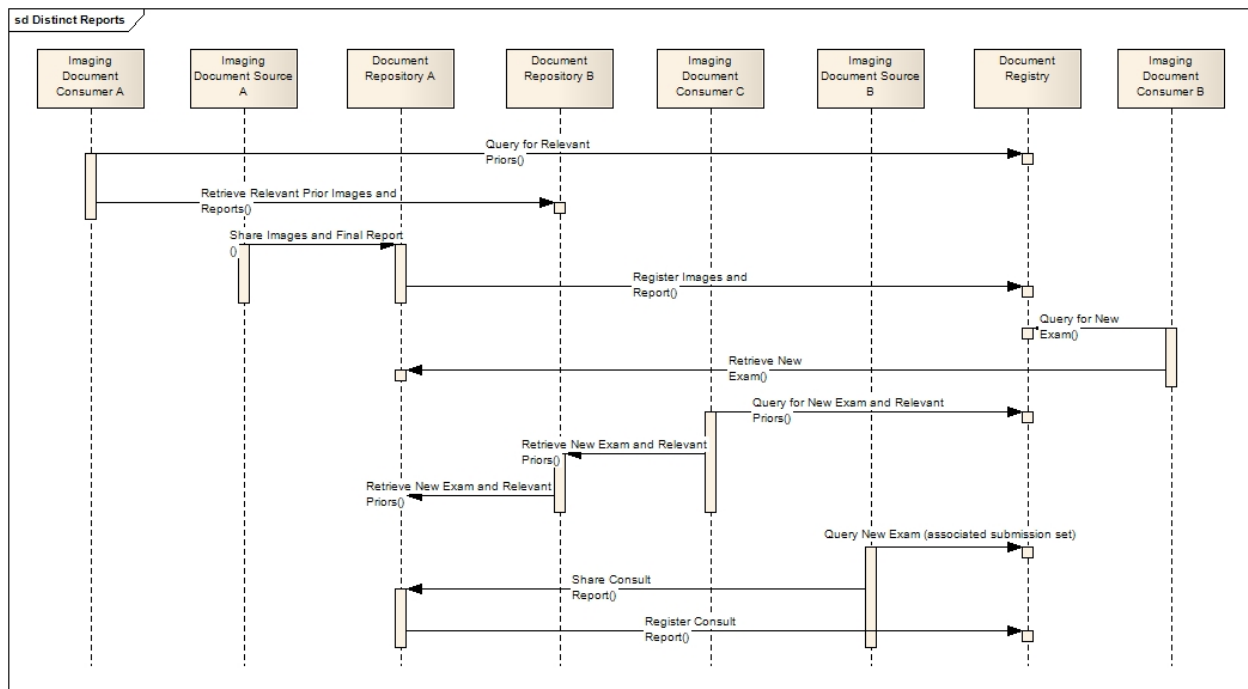 sd Distinct Reports
Imaging
Document
Consumer A
Imaging
Document Source
A
Document
Repository A
Document
Repository B
Imaging
Document
Consumer C
Imaging
Document Source
B
Document
Registry
Imaging
Document
Consumer B
Query for Relevant
Priors()
Retrieve Relevant Prior Images and
Reports()
Share Images and Final Report
()
Register Images and
Report()
Query for New
Exam()
Retrieve New
Exam()
Query for New Exam and Relevant
Priors()
Retrieve New Exam and Relevant
Priors()
Retrieve New Exam and Relevant
Priors()
Query New Exam (associated submission set)
Share Consult
Report()
Register Consult
Report()